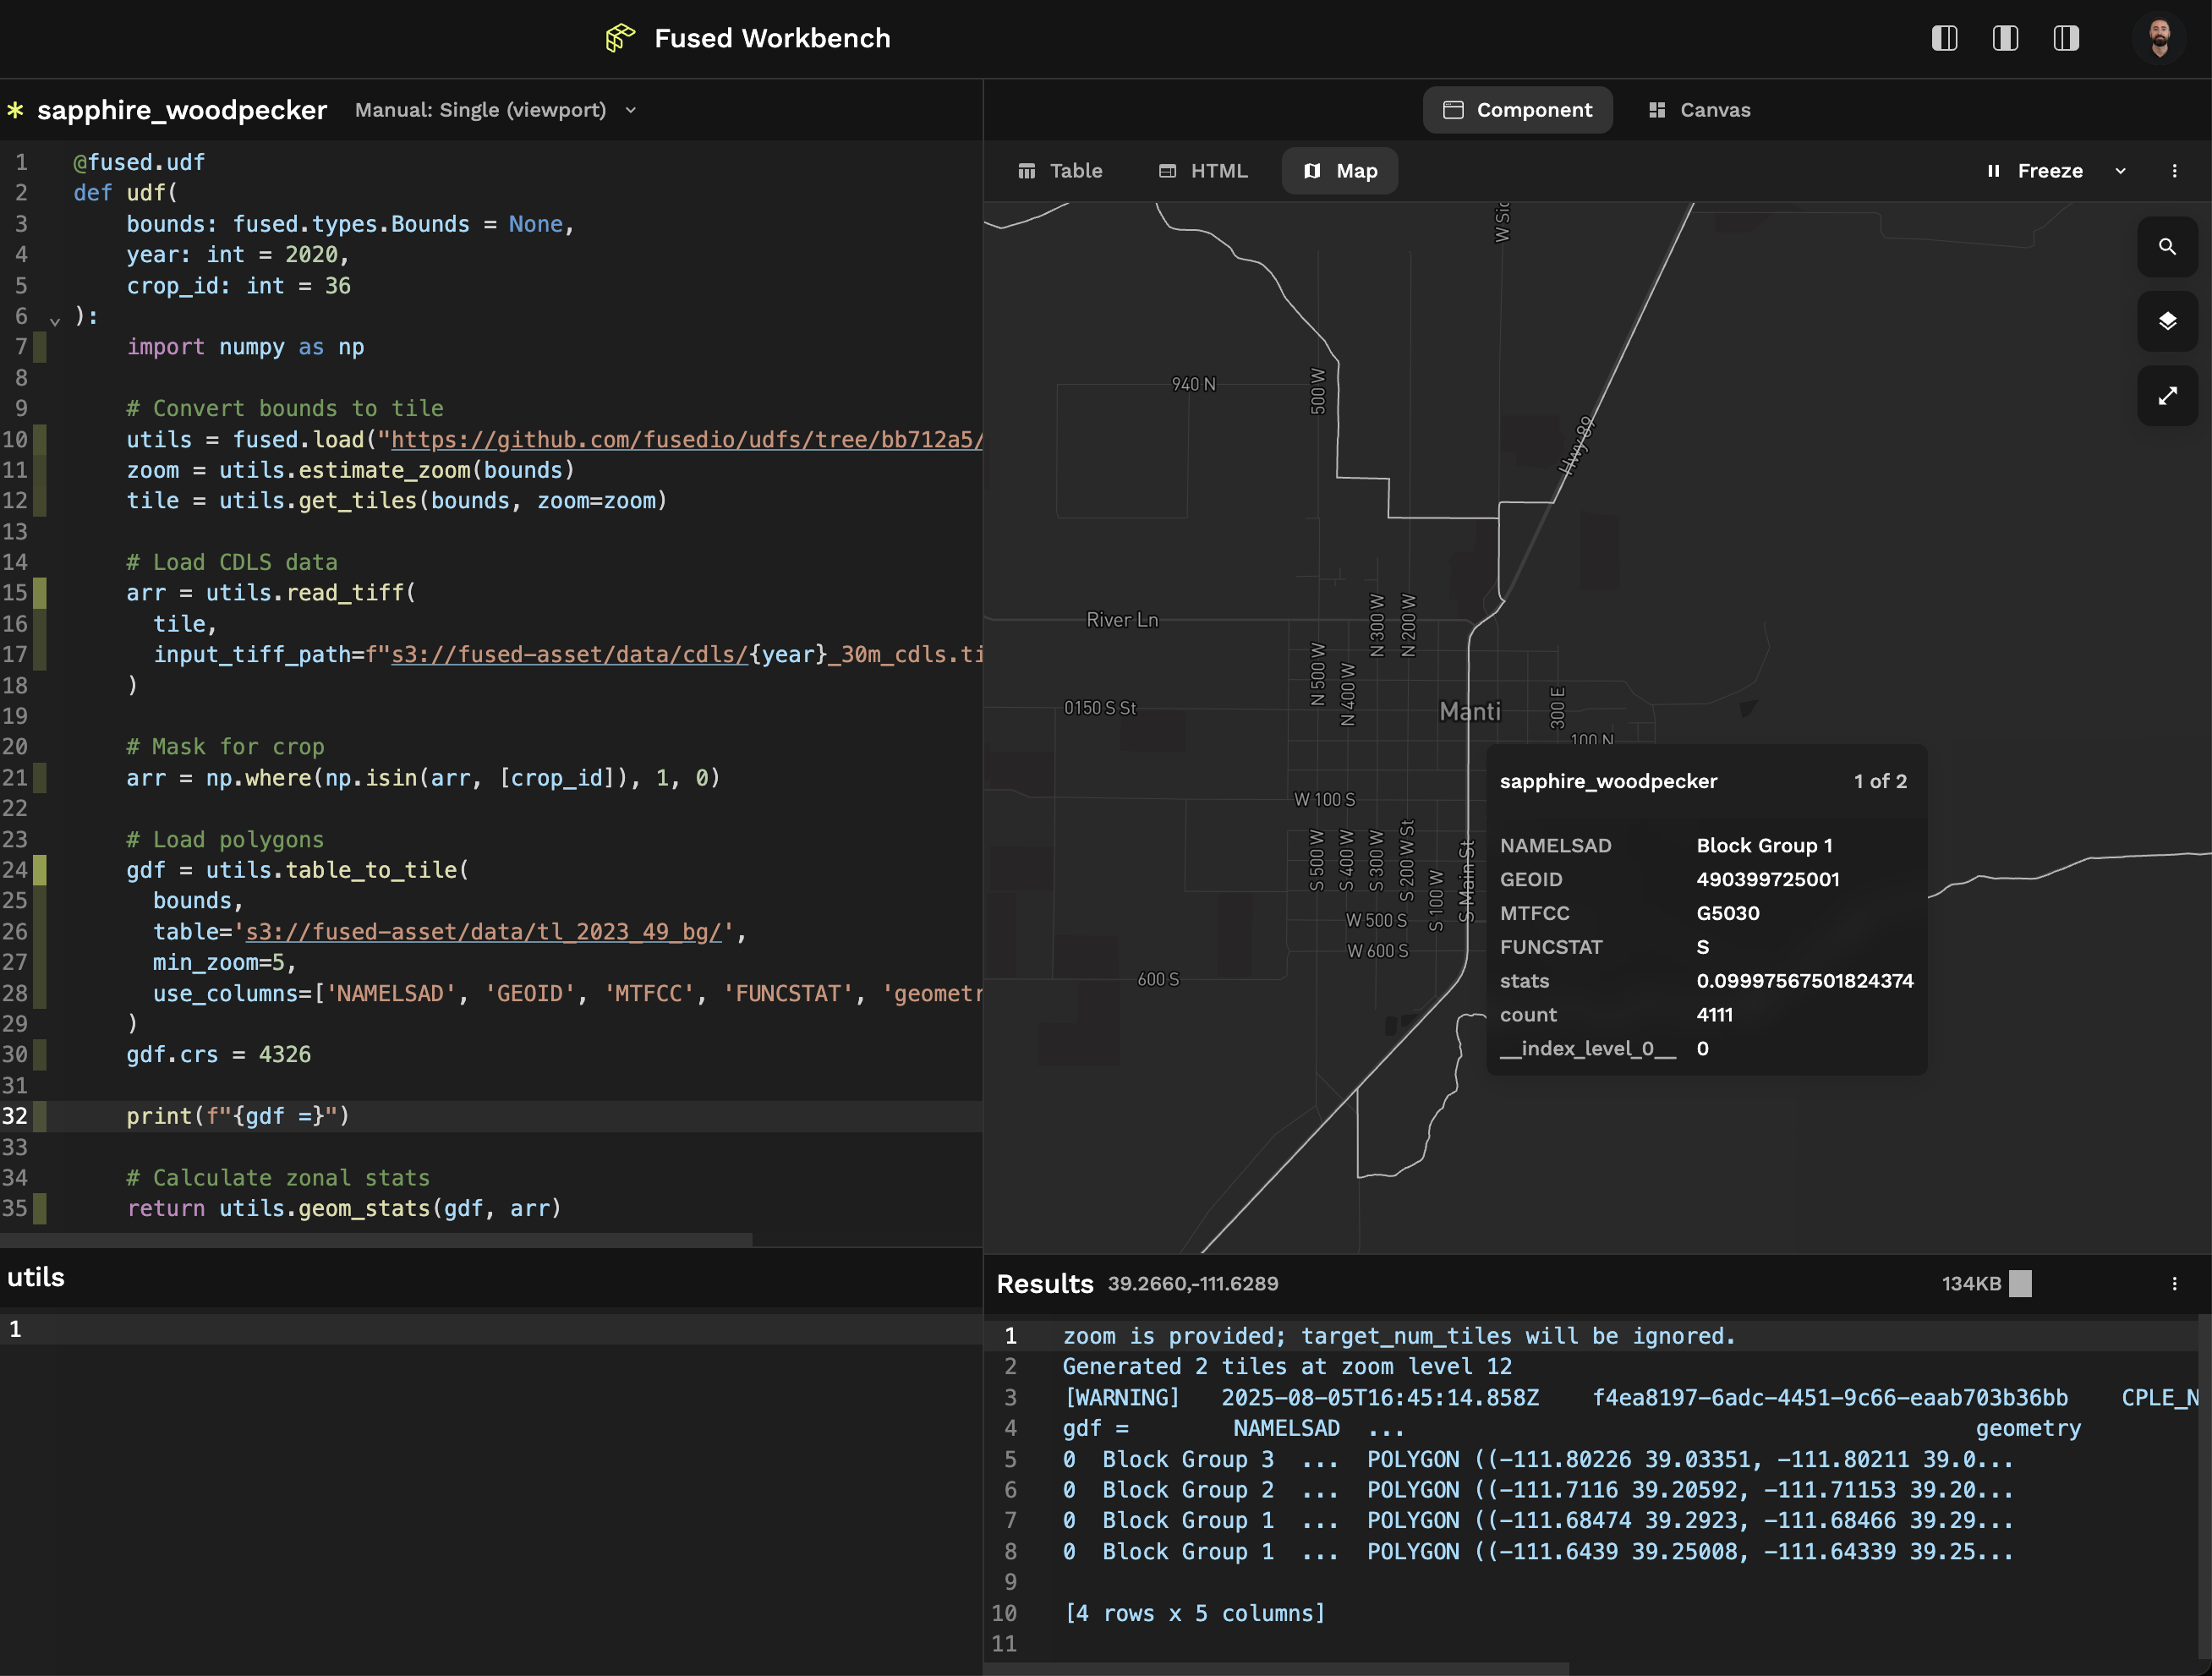 Fused Workbench
sapphire_woodpecker Manual: Single (viewport)
1 @fused.udf
2 def udf(
3 bounds: fused.types.Bounds = None,
4 year: int = 2020,
5 crop_id: int = 36
6 ):
7 import numpy as np
8
9 # Convert bounds to tile
10 utils = fused.load("https://github.com/fusedio/udfs/tree/bb712a5/
11 zoom = utils.estimate_zoom(bounds)
12 tile = utils.get_tiles(bounds, zoom=zoom)
13
14 # Load CDLS data
15 arr = utils.read_tiff(
16 tile,
17 input_tiff_path=f"s3://fused-asset/data/cdls/{year}_30m_cdls.ti
18 )
19
20 # Mask for crop
21 arr = np.where(np.isin(arr, [crop_id]), 1, 0)
22
23 # Load polygons
24 gdf = utils.table_to_tile(
25 bounds,
26 table='s3://fused-asset/data/tl_2023_49_bg/',
27 min_zoom=5,
28 use_columns=['NAMELSAD', 'GEOID', 'MTFCC', 'FUNCSTAT', 'geometr
29 )
30 gdf.crs = 4326
31
32 print(f"{gdf =}")
33
34 # Calculate zonal stats
35 return utils.geom_stats(gdf, arr)
utils
1
Component Canvas
Table HTML Map Freeze
W Sid
940 N
500 W
Hwy 89
River Ln
N 300 W
N 200 W
N 500 W
N 400 W
0150 S St
Manti
300 E
100 N
W 100 S
S 500 W
S 400 W
S 300 W
S 200 W St
S 100 W
S Main St
W 500 S
W 600 S
600 S
sapphire_woodpecker 1 of 2
NAMELSAD Block Group 1
GEOID 490399725001
MTFCC G5030
FUNCSTAT S
stats 0.09997567501824374
count 4111
__index_level_0__ 0
Results 39.2660,-111.6289 134KB
1 zoom is provided; target_num_tiles will be ignored.
2 Generated 2 tiles at zoom level 12
3 [WARNING] 2025-08-05T16:45:14.858Z f4ea8197-6adc-4451-9c66-eaab703b36bb CPLE_N
4 gdf = NAMELSAD ... geometry
5 0 Block Group 3 ... POLYGON ((-111.80226 39.03351, -111.80211 39.0...
6 0 Block Group 2 ... POLYGON ((-111.7116 39.20592, -111.71153 39.20...
7 0 Block Group 1 ... POLYGON ((-111.68474 39.2923, -111.68466 39.29...
8 0 Block Group 1 ... POLYGON ((-111.6439 39.25008, -111.64339 39.25...
9
10 [4 rows x 5 columns]
11